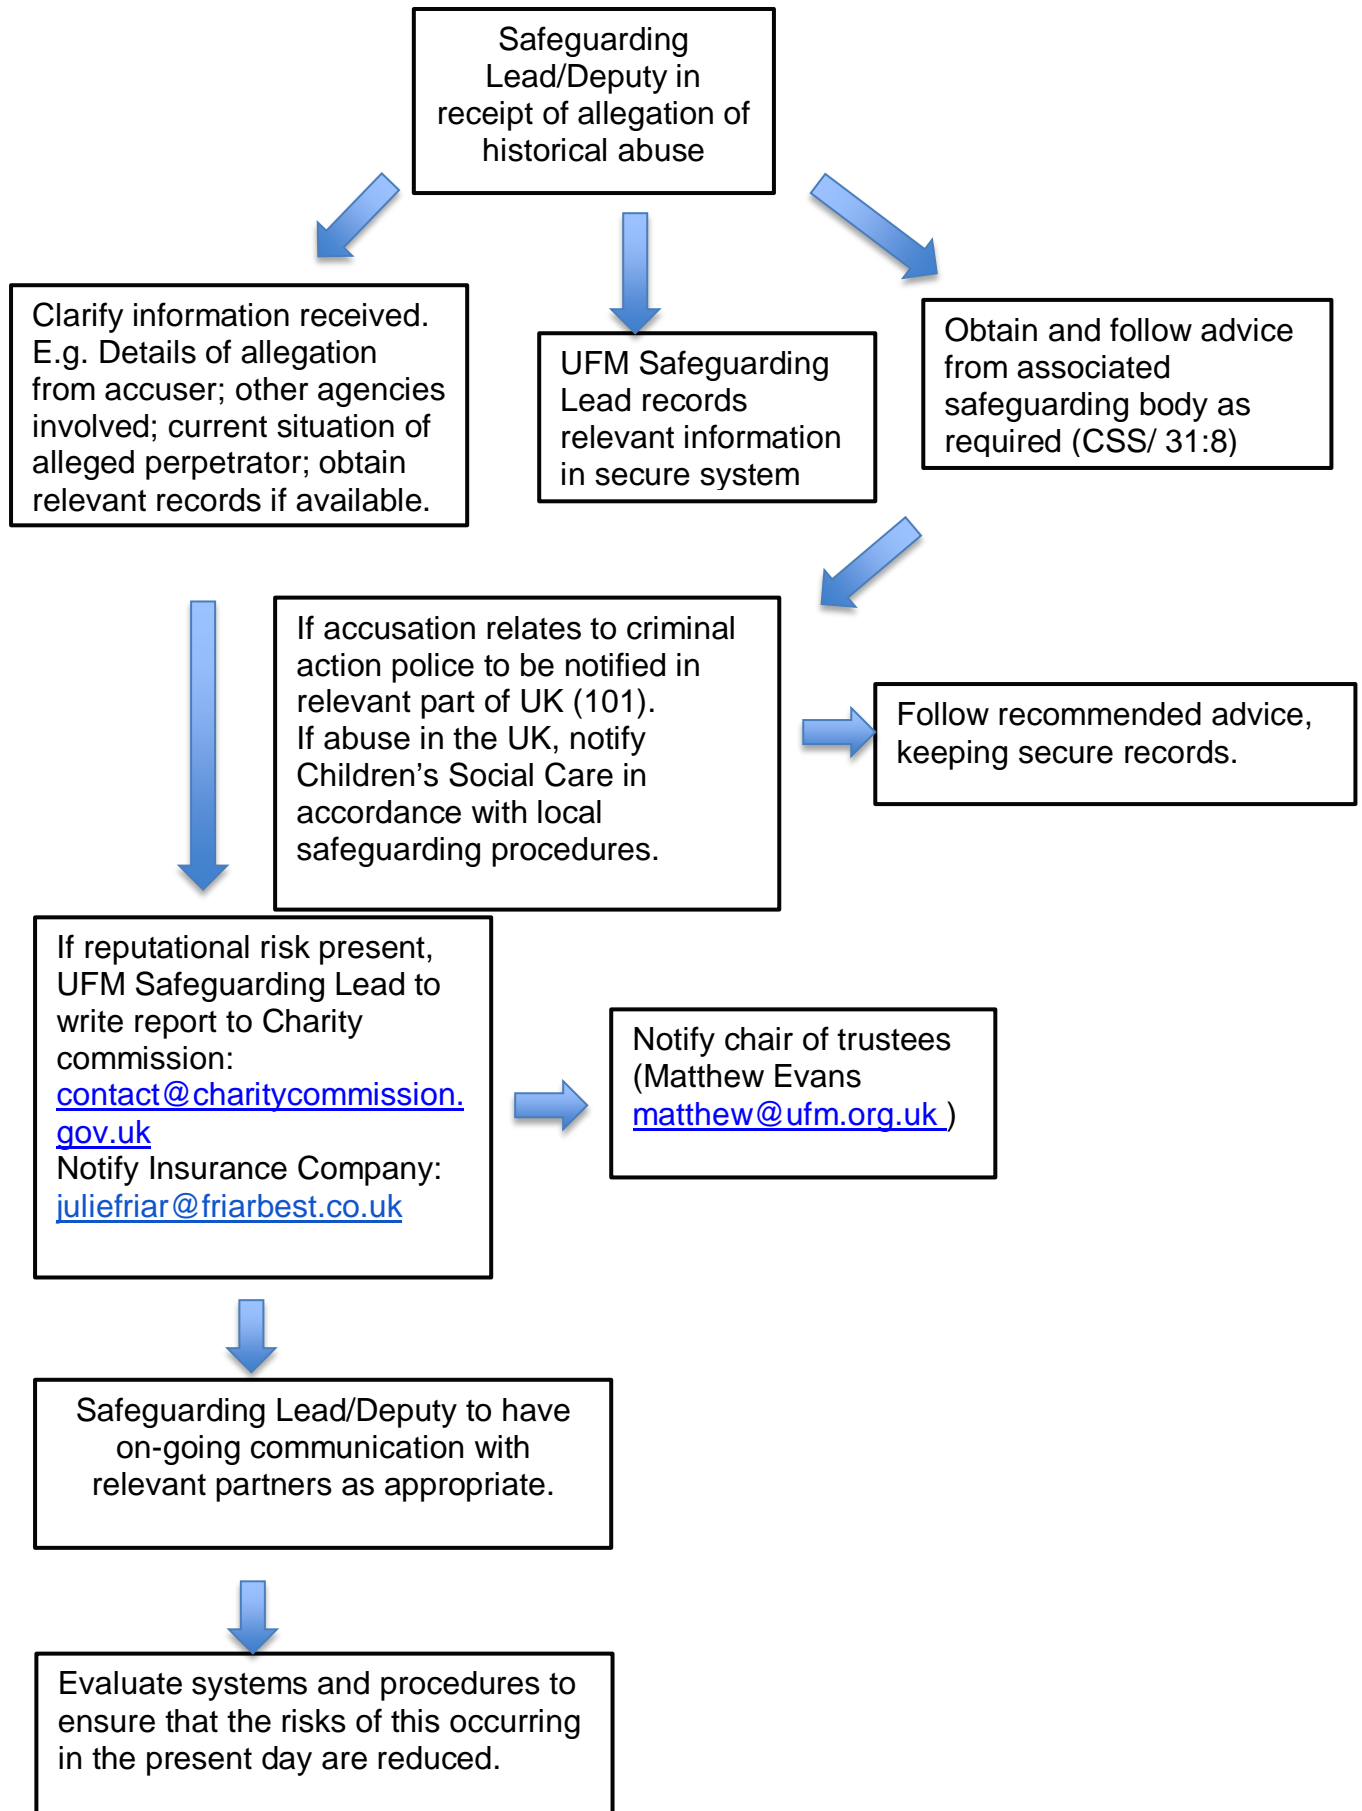 Safeguarding
Lead/Deputy in
receipt of allegation of
historical abuse
Clarify information received.
E.g. Details of allegation
from accuser; other agencies
involved; current situation of
alleged perpetrator; obtain
relevant records if available.
UFM Safeguarding
Lead records
relevant information
in secure system
Obtain and follow advice
from associated
safeguarding body as
required (CSS/ 31:8)
If accusation relates to criminal
action police to be notified in
relevant part of UK (101).
If abuse in the UK, notify
Children’s Social Care in
accordance with local
safeguarding procedures.
Follow recommended advice,
keeping secure records.
If reputational risk present,
UFM Safeguarding Lead to
write report to Charity
commission:
contact@charitycommission.
gov.uk
Notify Insurance Company:
juliefriar@friarbest.co.uk
Notify chair of trustees
(Matthew Evans
matthew@ufm.org.uk )
Safeguarding Lead/Deputy to have
on-going communication with
relevant partners as appropriate.
Evaluate systems and procedures to
ensure that the risks of this occurring
in the present day are reduced.